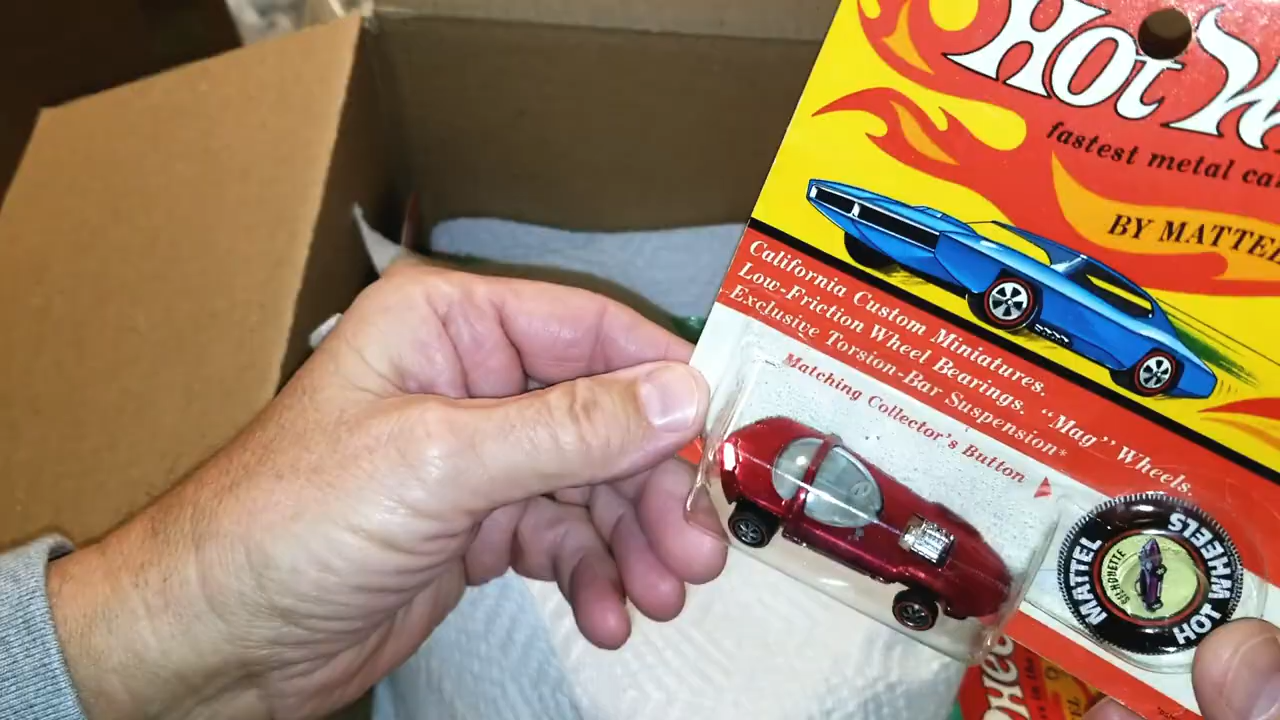 Hot W
fastest metal ca
BY MATTEL
California Custom Miniatures.
Low-Friction Wheel Bearings. "Mag" Wheels.
Exclusive Torsion-Bar Suspension*
Matching Collector's Button
MATTEL
HOT WHEELS
SILHOUETTE